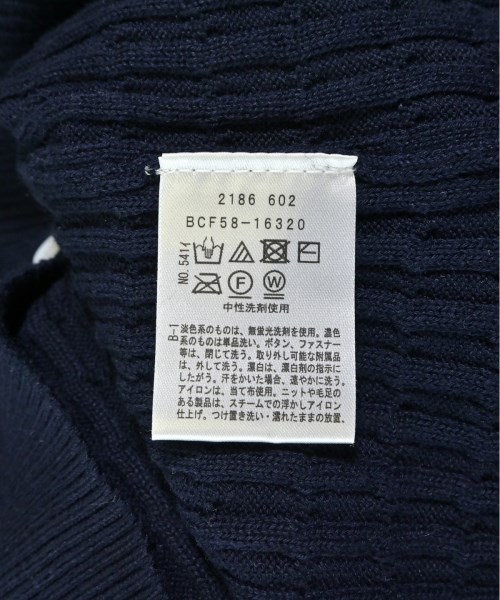 2186 602
BCF58-16320
NO.541イ
F W
中性洗剤使用
B-1
淡色系のものは、無蛍光洗剤を使用。濃色
系のものは単品洗い。ボタン、ファスナー
等は、閉じて洗う。取り外し可能な附属品
は、外して洗う。漂白は、漂白剤の指示に
したがう。汗をかいた場合、速やかに洗う。
アイロンは、当て布使用。ニットや毛足の
ある製品は、スチームでの浮かしアイロン
仕上げ。つけ置き洗い・濡れたままの放置、